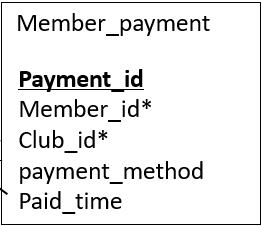 Member_payment
Payment_id
Member_id*
Club_id*
payment_method
Paid_time